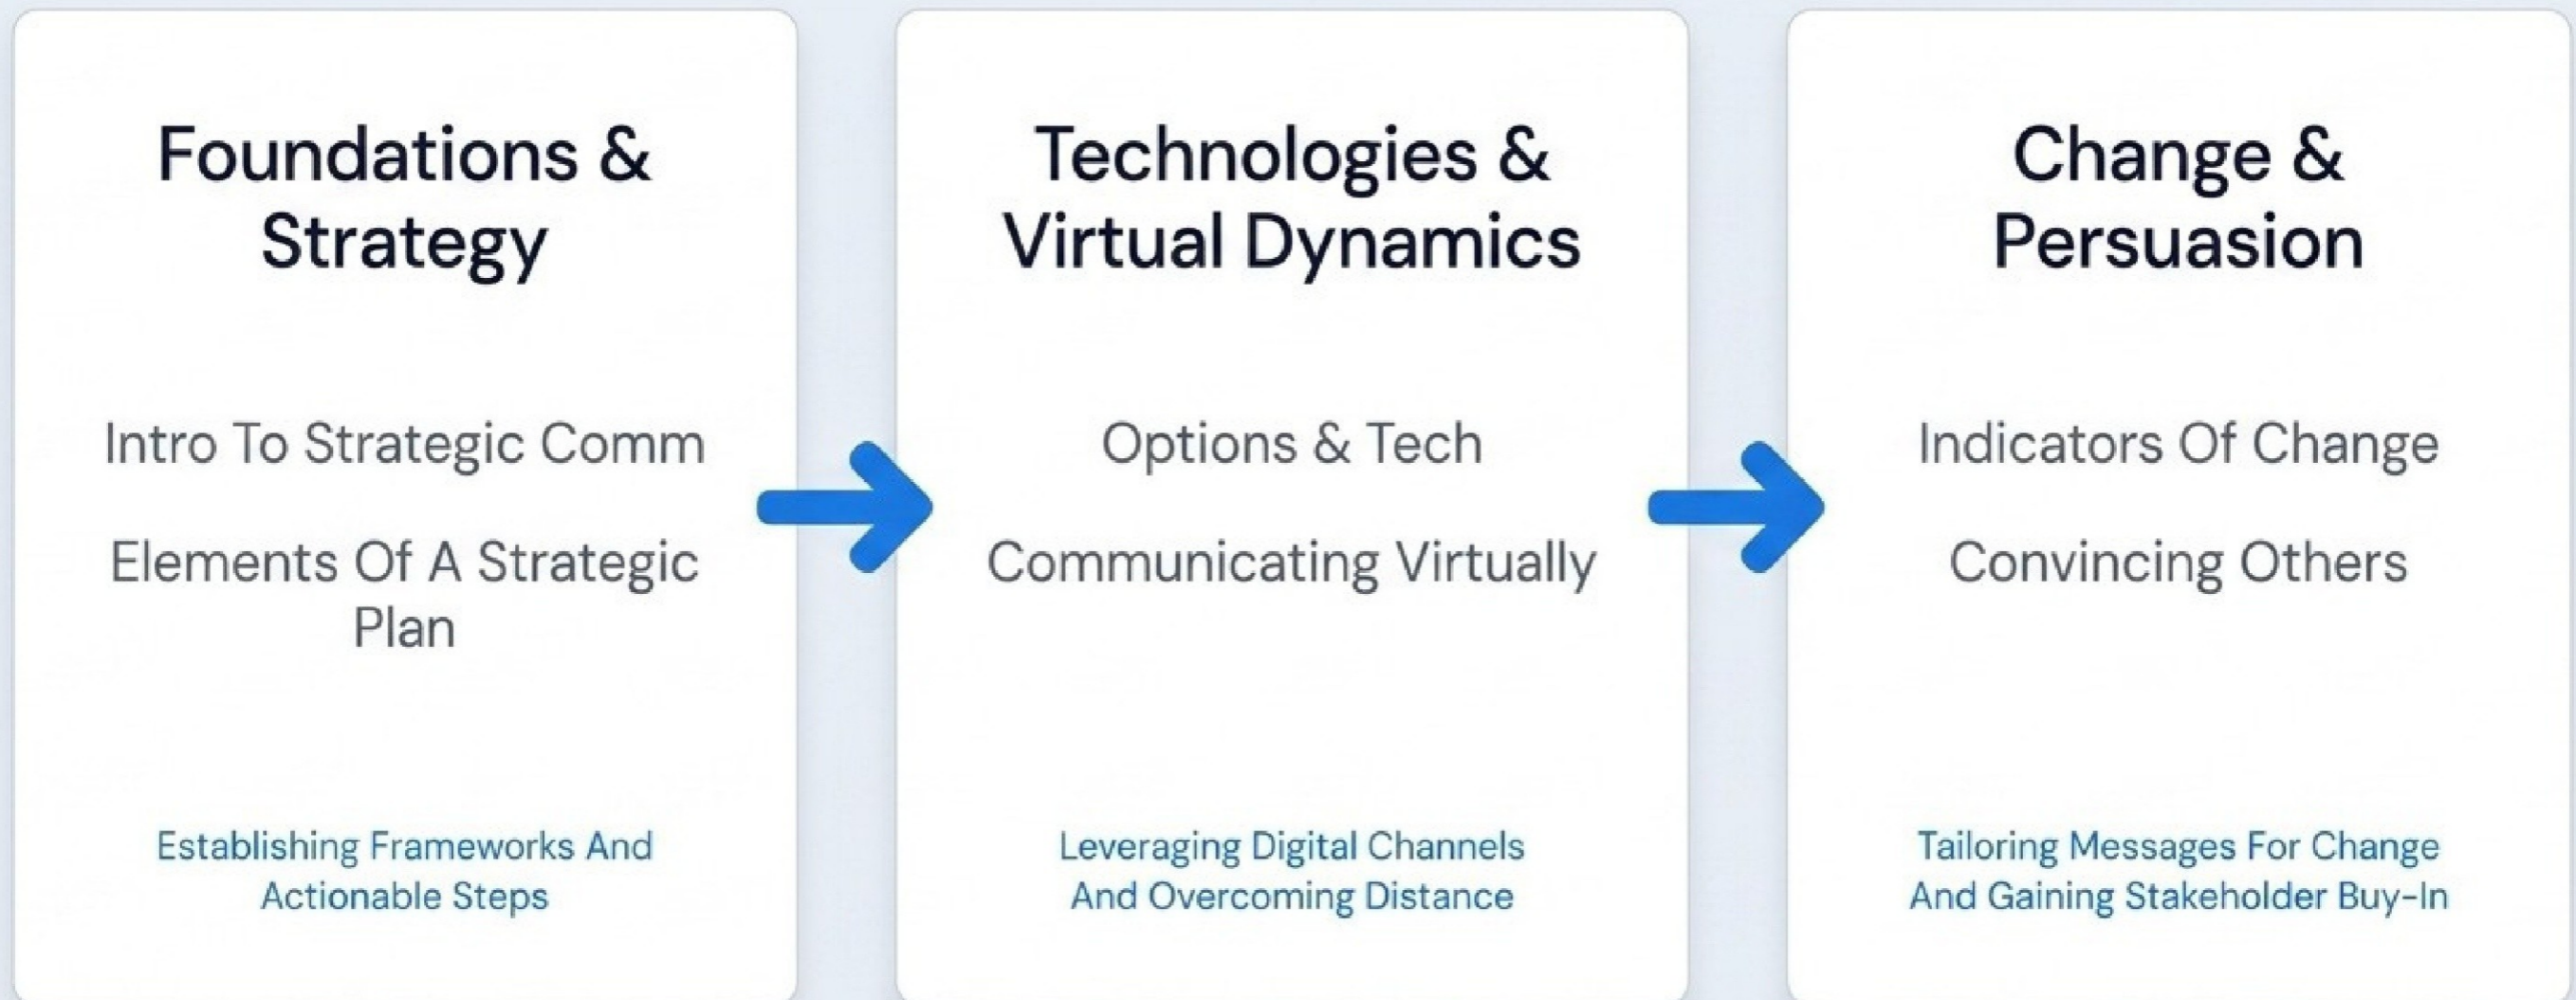 Foundations &
Strategy
Intro To Strategic Comm
Elements Of A Strategic
Plan
Establishing Frameworks And
Actionable Steps
Technologies &
Virtual Dynamics
Options & Tech
Communicating Virtually
Leveraging Digital Channels
And Overcoming Distance
Change &
Persuasion
Indicators Of Change
Convincing Others
Tailoring Messages For Change
And Gaining Stakeholder Buy-In